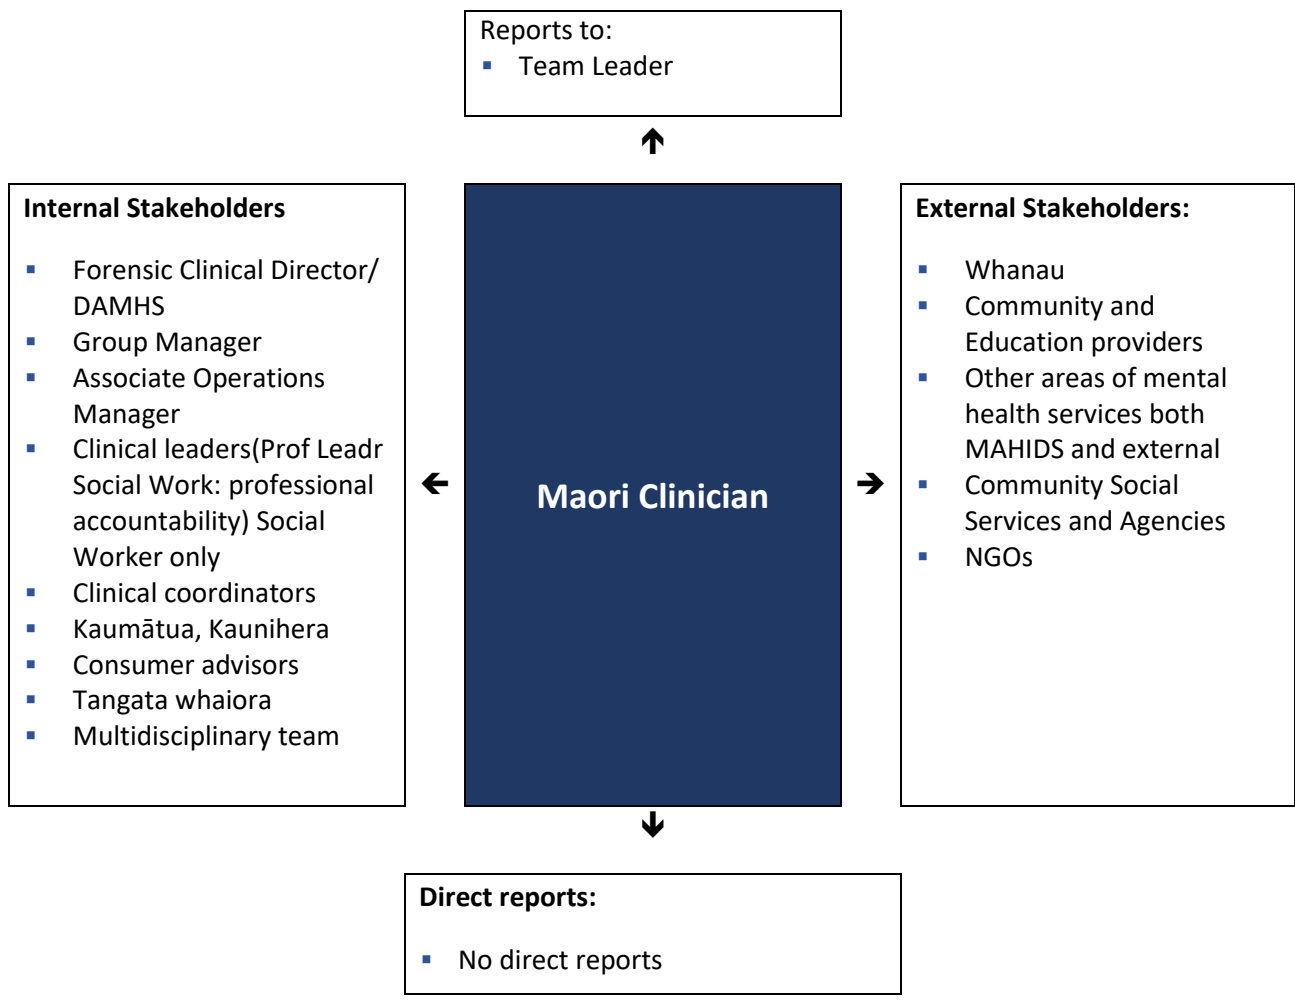 Reports to:
▪ Team Leader
Internal Stakeholders
▪ Forensic Clinical Director/
DAMHS
▪ Group Manager
▪ Associate Operations
Manager
▪ Clinical leaders(Prof Leadr
Social Work: professional
accountability) Social
Worker only
▪ Clinical coordinators
▪ Kaumātua, Kaunihera
▪ Consumer advisors
▪ Tangata whaiora
▪ Multidisciplinary team
Maori Clinician
External Stakeholders:
▪ Whanau
▪ Community and
Education providers
▪ Other areas of mental
health services both
MAHIDS and external
▪ Community Social
Services and Agencies
▪ NGOs
Direct reports:
▪ No direct reports